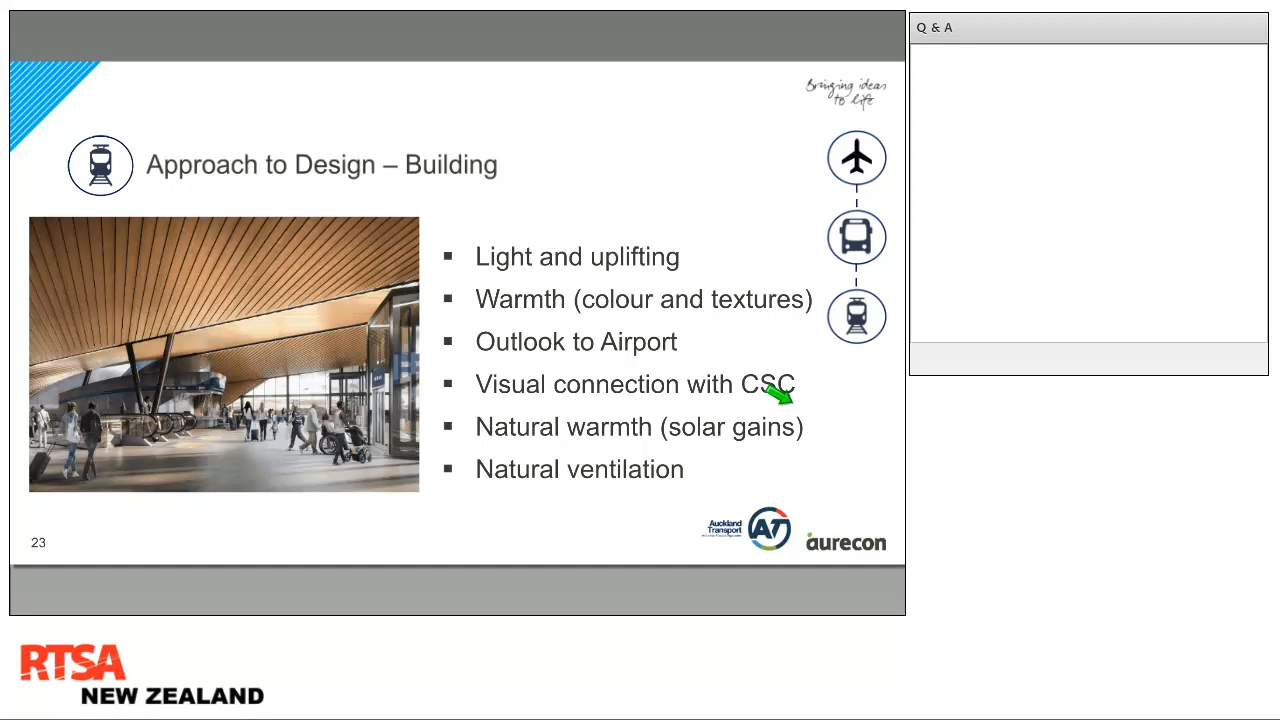 Q & A
Bringing ideas
to life
Approach to Design – Building
▪ Light and uplifting
▪ Warmth (colour and textures)
▪ Outlook to Airport
▪ Visual connection with CSC
▪ Natural warmth (solar gains)
▪ Natural ventilation
Auckland
Transport
AT
aurecon
23
RTSA
NEW ZEALAND